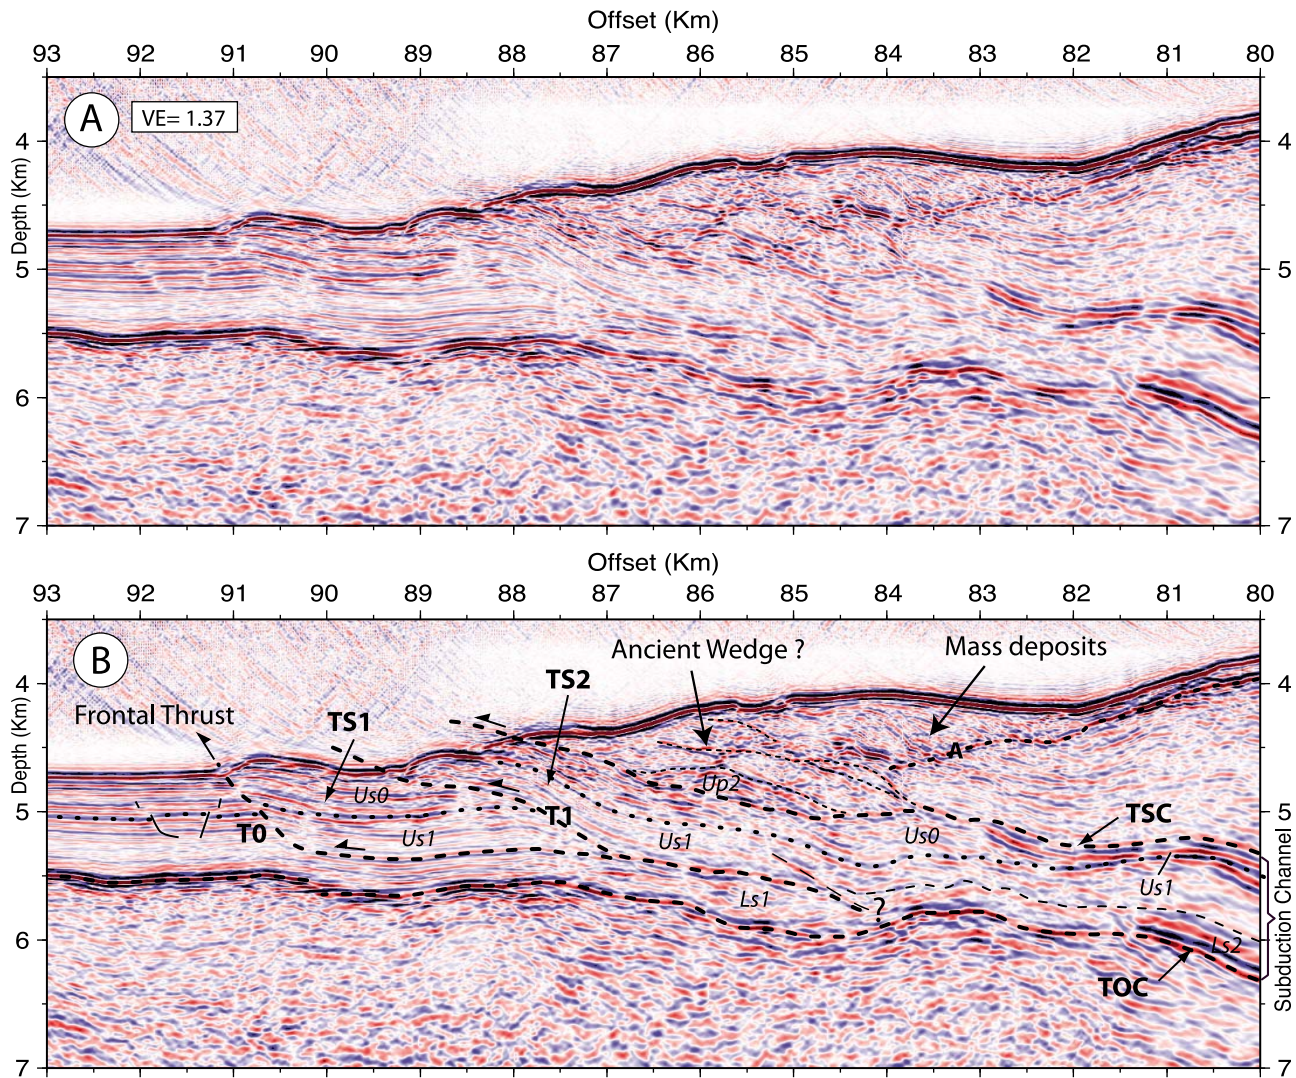 Offset (Km)
93 92 91 90 89 88 87 86 85 84 83 82 81 80
A
VE= 1.37
Depth (Km)
4 4
5 5
6 6
7 7
Offset (Km)
93 92 91 90 89 88 87 86 85 84 83 82 81 80
B
Ancient Wedge ?
Mass deposits
TS2
Frontal Thrust
TS1
Depth (Km)
4 4
A
Us0
Up2
5 5
T0
Us1
T1
Us1
Us0
TSC
Us1
Ls1
?
Ls2
TOC
Subduction Channel
6
7 7